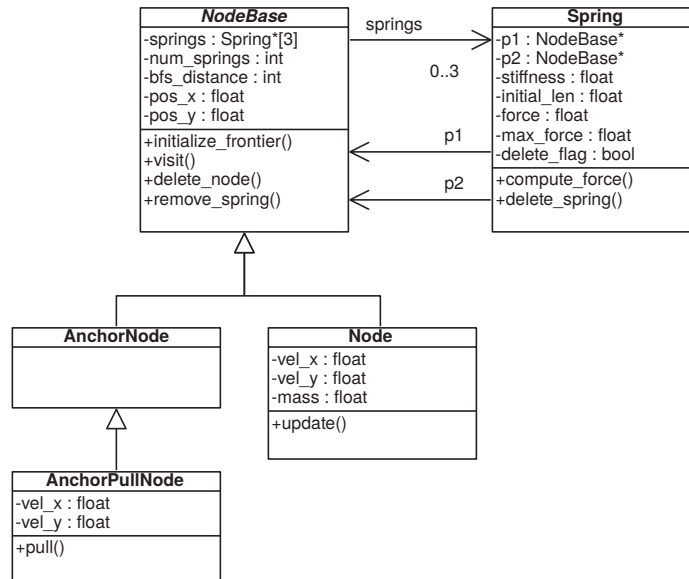 NodeBase
-springs : Spring*[3]
-num_springs : int
-bfs_distance : int
-pos_x : float
-pos_y : float
+initialize_frontier()
+visit()
+delete_node()
+remove_spring()
springs
0..3
p1
p2
Spring
-p1 : NodeBase*
-p2 : NodeBase*
-stiffness : float
-initial_len : float
-force : float
-max_force : float
-delete_flag : bool
+compute_force()
+delete_spring()
AnchorNode
Node
-vel_x : float
-vel_y : float
-mass : float
+update()
AnchorPullNode
-vel_x : float
-vel_y : float
+pull()